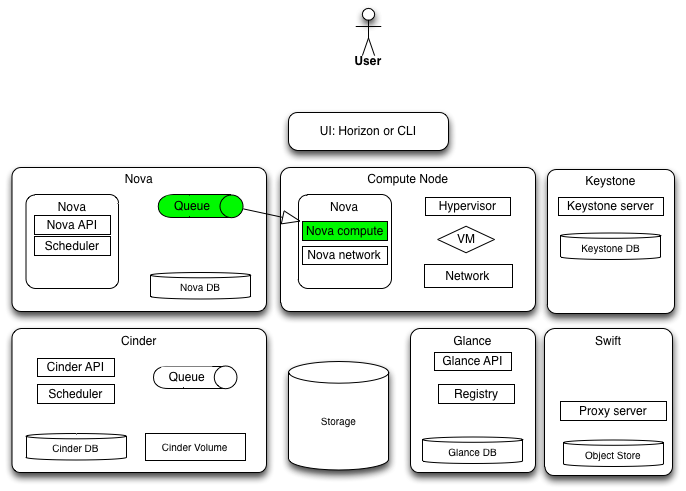 User
UI: Horizon or CLI
Nova
Queue
Nova
Nova API
Scheduler
Nova DB
Compute Node
Nova
Nova compute
Nova network
Hypervisor
VM
Network
Keystone
Keystone server
Keystone DB
Cinder
Cinder API
Scheduler
Queue
Cinder DB
Cinder Volume
Storage
Glance
Glance API
Registry
Glance DB
Swift
Proxy server
Object Store